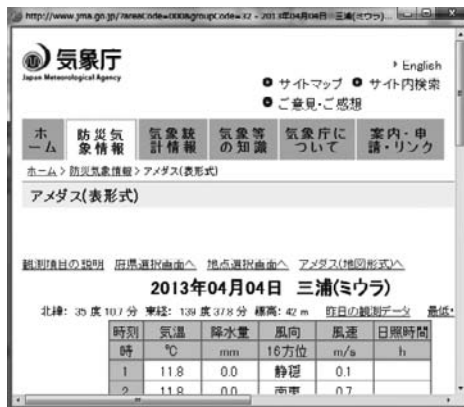 http://www.jma.go.jp/?areaCode=000&groupCode=32 - 2013年04月04日 三浦(ミウラ)...
気象庁
Japan Meteorological Agency
English
サイトマップ サイト内検索
ご意見・ご感想
ホーム 防災気象情報 気象統計情報 気象等の知識 気象庁について 案内・申請・リンク
ホーム > 防災気象情報 > アメダス(表形式)
アメダス(表形式)
観測項目の説明 府県選択画面へ 地点選択画面へ アメダス(地図形式)へ
2013年04月04日 三浦(ミウラ)
北緯: 35 度 10.7 分 東経: 139 度 37.8 分 標高: 42 m 昨日の観測データ 最低・
時刻 気温 降水量 風向 風速 日照時間
時 ℃ mm 16方位 m/s h
1 11.8 0.0 静穏 0.1
2 11.8 0.0 南東 0.7